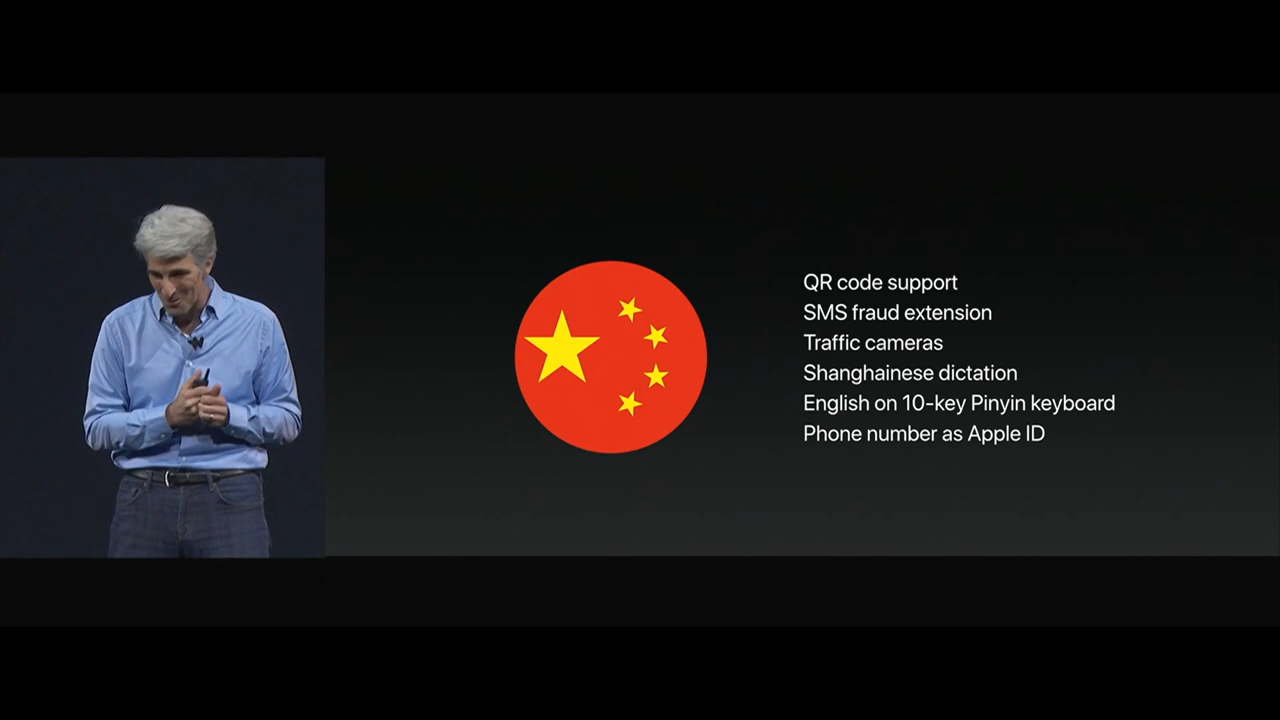 QR code support
SMS fraud extension
Traffic cameras
Shanghainese dictation
English on 10-key Pinyin keyboard
Phone number as Apple ID